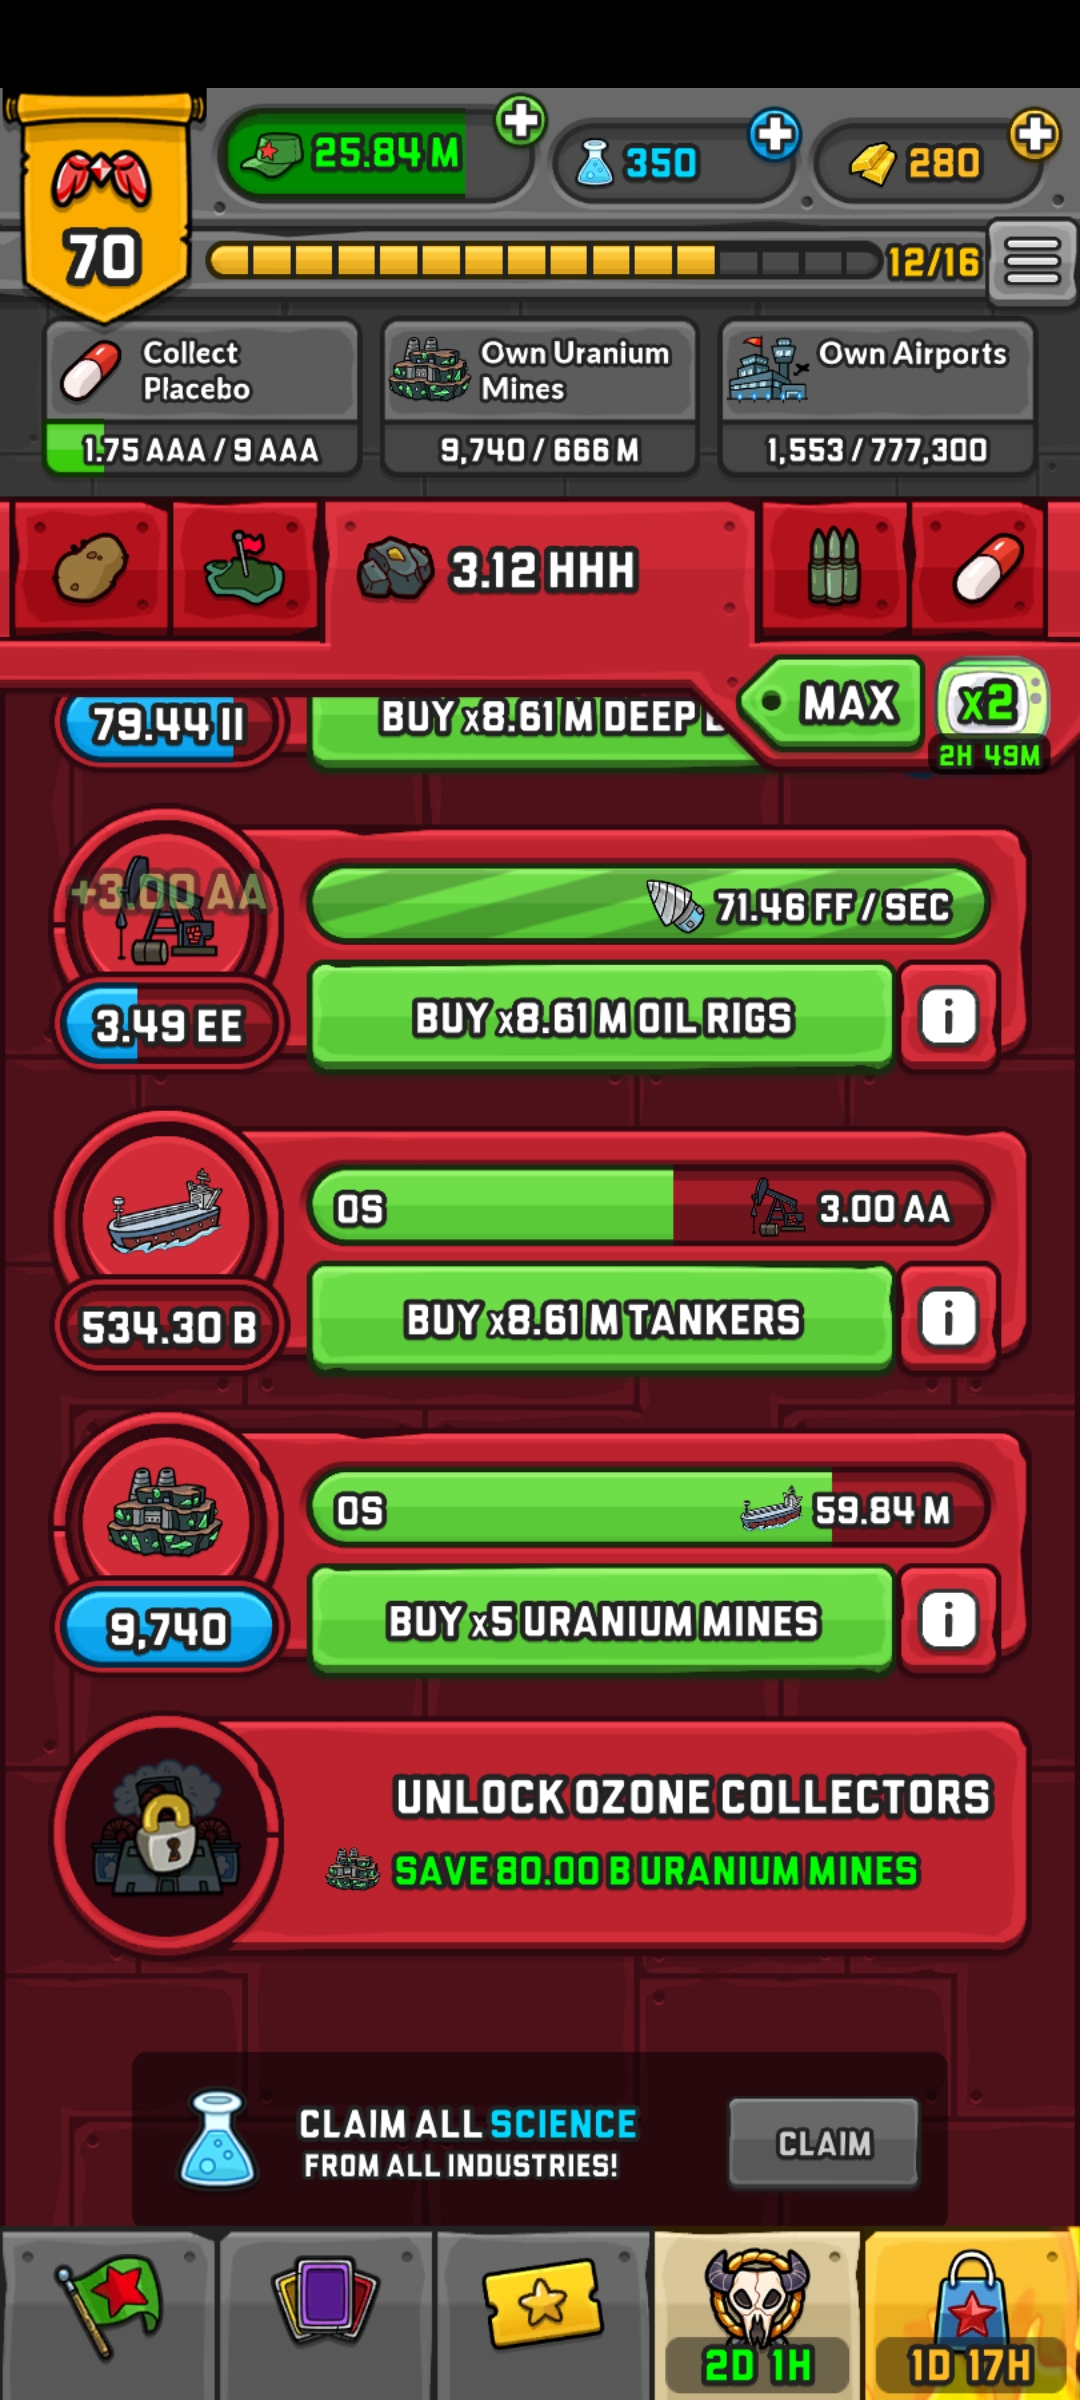 25.84 M
350
280
70
12/16
Collect
Placebo
1.75 AAA / 9 AAA
Own Uranium
Mines
9,740 / 666 M
Own Airports
1,553 / 777,300
3.12 HHH
MAX
x2
2H 49M
79.44 II
BUY x8.61 M DEEP
+3.00 AA
71.46 FF / SEC
3.49 EE
BUY x8.61 M OIL RIGS
i
0S
3.00 AA
534.30 B
BUY x8.61 M TANKERS
i
0S
59.84 M
9,740
BUY x5 URANIUM MINES
i
UNLOCK OZONE COLLECTORS
SAVE 80.00 B URANIUM MINES
CLAIM ALL SCIENCE
FROM ALL INDUSTRIES!
CLAIM
2D 1H
1D 17H